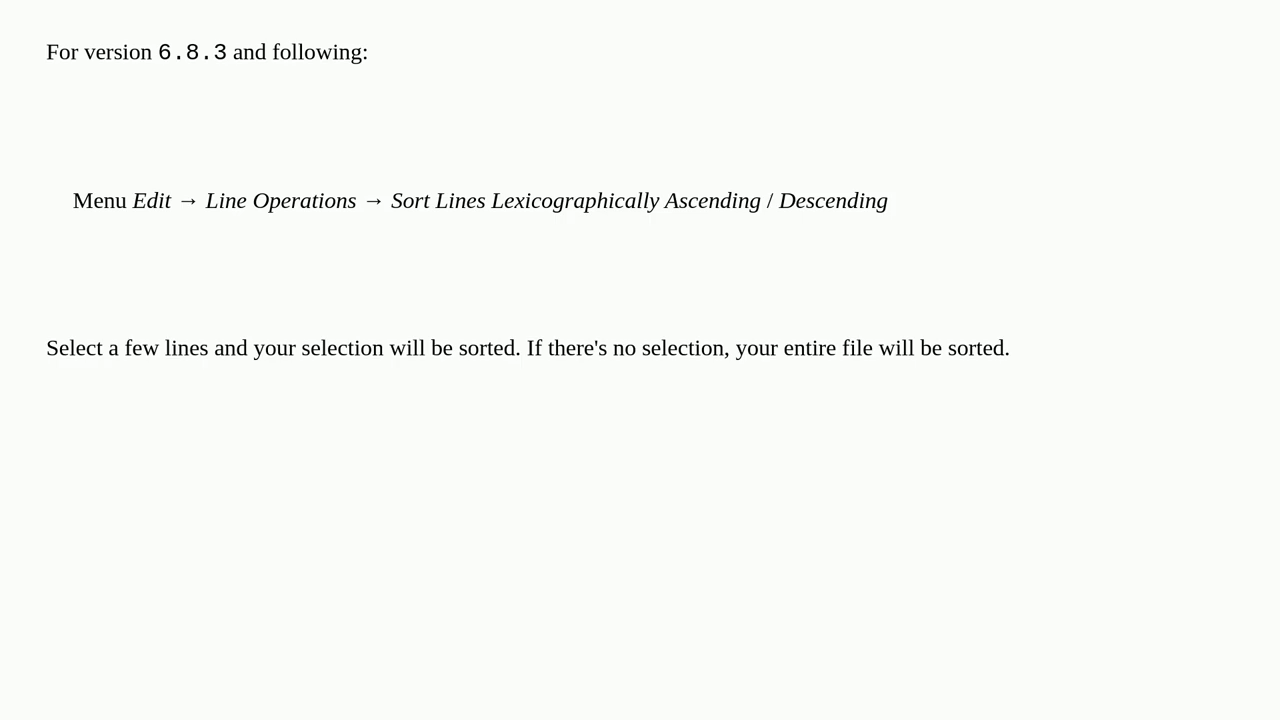 For version 6.8.3 and following:
Menu Edit → Line Operations → Sort Lines Lexicographically Ascending / Descending
Select a few lines and your selection will be sorted. If there's no selection, your entire file will be sorted.